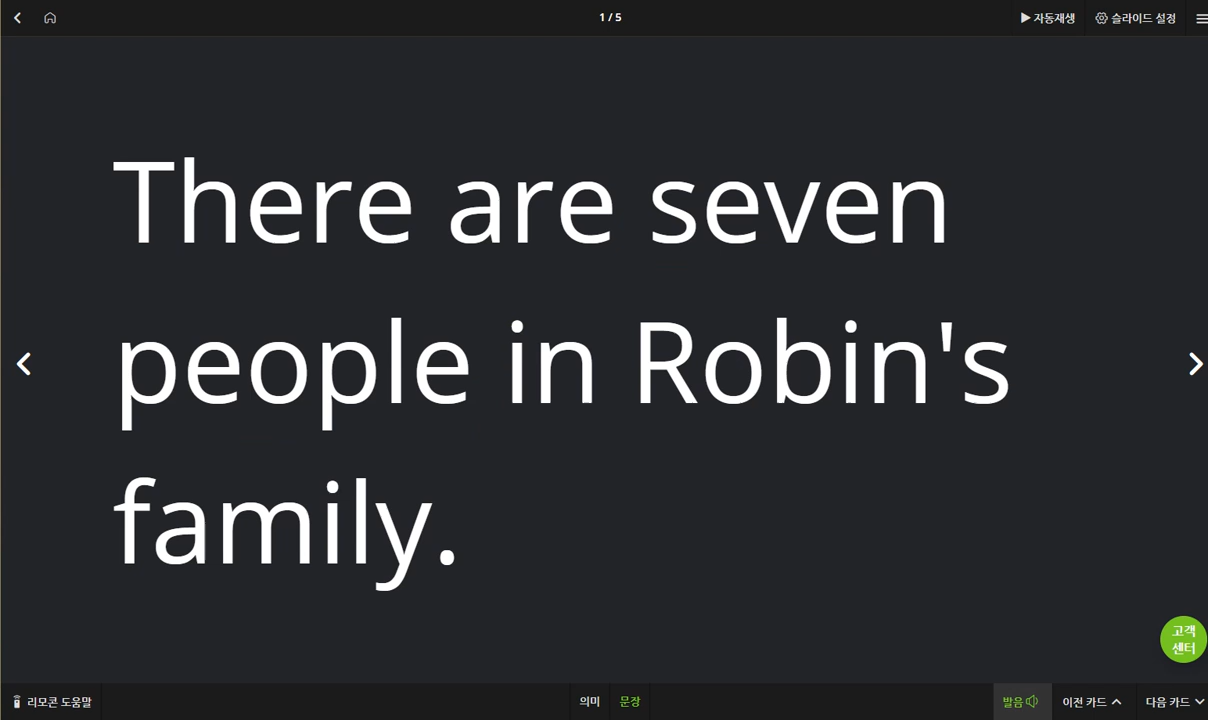 1 / 5
자동재생
슬라이드 설정
There are seven
people in Robin's
family.
고객
센터
리모콘 도움말
의미
문장
발음
이전 카드
다음 카드